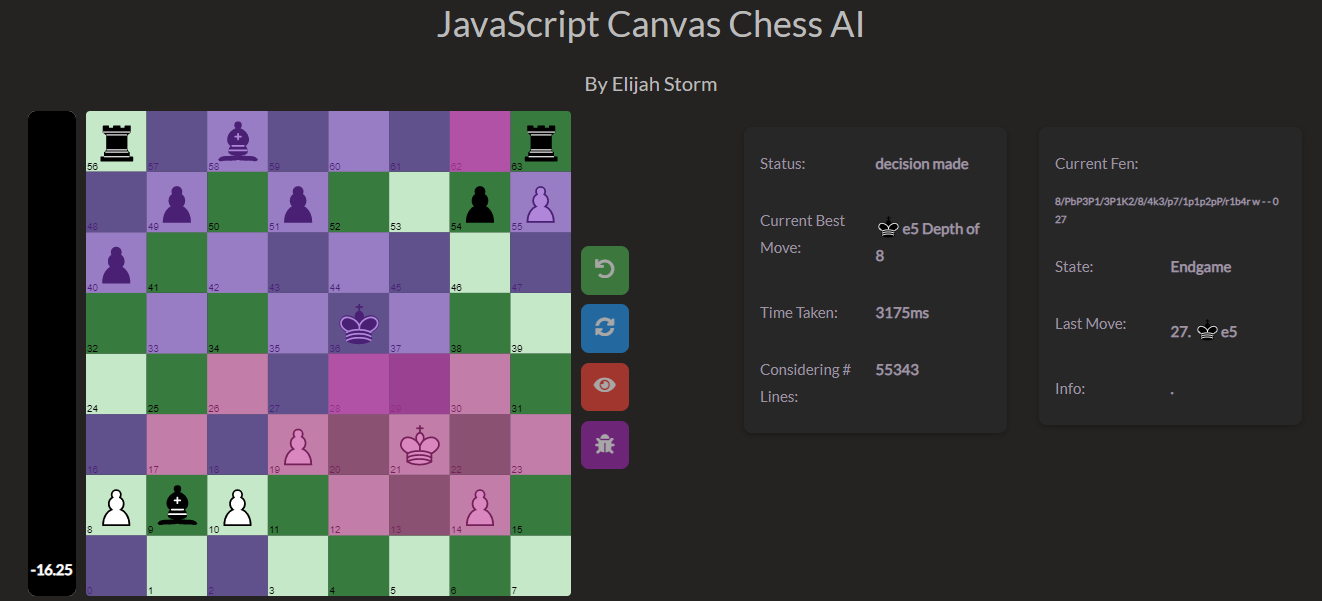 JavaScript Canvas Chess AI
By Elijah Storm
56 57 58 59 60 61 62 63
48 49 50 51 52 53 54 55
40 41 42 43 44 45 46 47
32 33 34 35 36 37 38 39
24 25 26 27 28 29 30 31
16 17 18 19 20 21 22 23
8 9 10 11 12 13 14 15
0 1 2 3 4 5 6 7
-16.25
Status: decision made
Current Best Move: e5 Depth of 8
Time Taken: 3175ms
Considering # Lines: 55343
Current Fen:
8/PbP3P1/3P1K2/8/4k3/p7/1p1p2pP/r1b4r w - - 0
27
State: Endgame
Last Move: 27. e5
Info: .